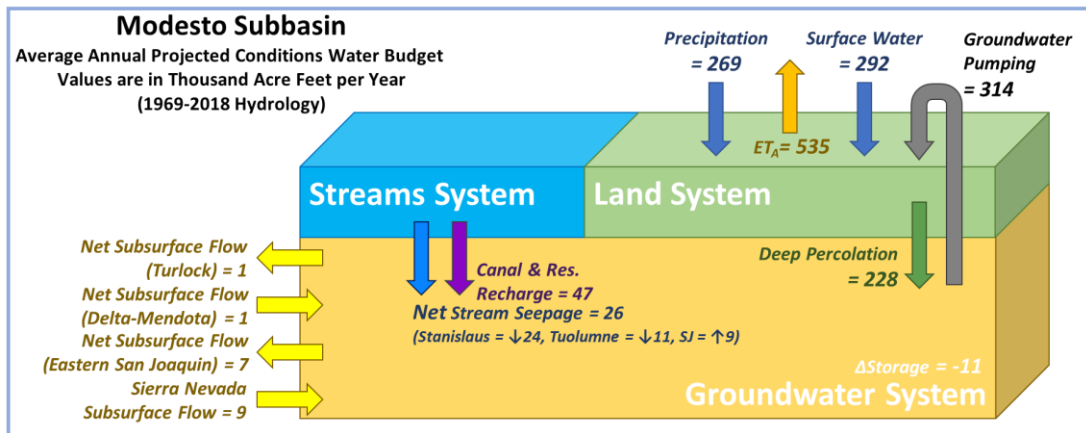 Modesto Subbasin
Average Annual Projected Conditions Water Budget
Values are in Thousand Acre Feet per Year
(1969-2018 Hydrology)
Precipitation
= 269
Surface Water
= 292
Groundwater
Pumping
= 314
ETA= 535
Streams System
Land System
Net Subsurface Flow
(Turlock) = 1
Net Subsurface Flow
(Delta-Mendota) = 1
Net Subsurface Flow
(Eastern San Joaquin) = 7
Sierra Nevada
Subsurface Flow = 9
Canal & Res.
Recharge = 47
Net Stream Seepage = 26
(Stanislaus = ↓24, Tuolumne = ↓11, SJ = ↑9)
Deep Percolation
= 228
ΔStorage = -11
Groundwater System